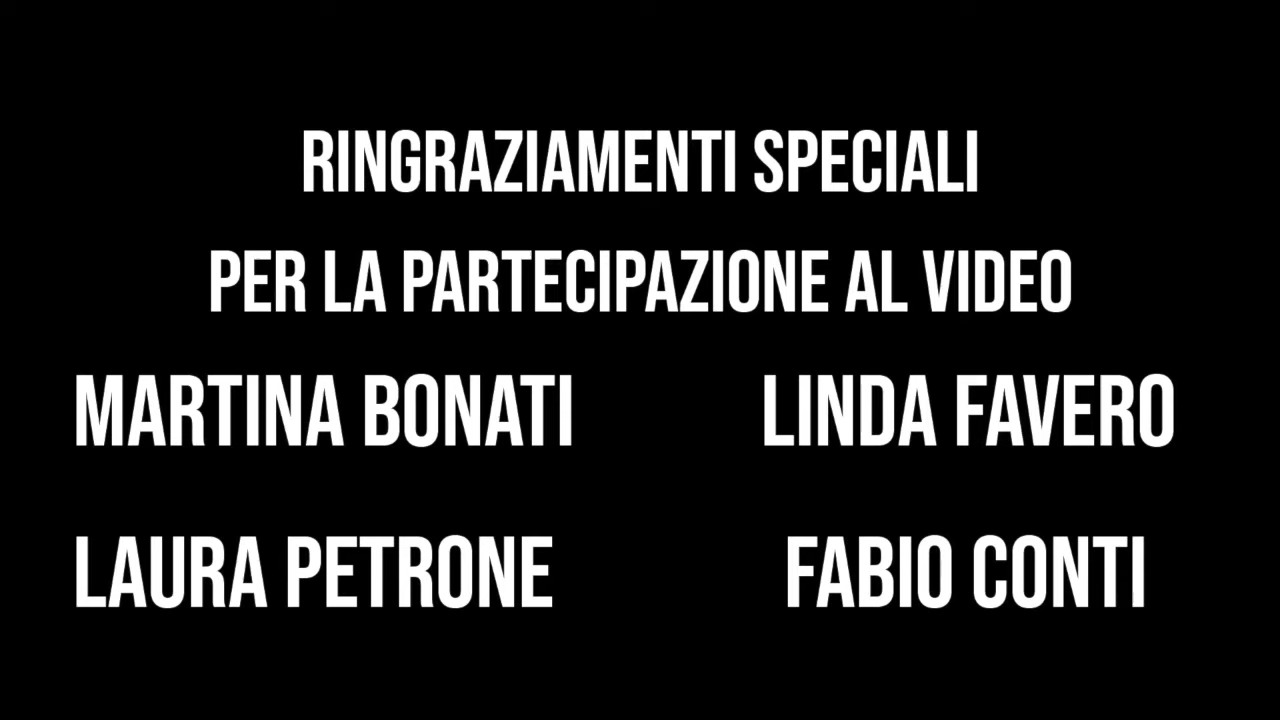 RINGRAZIAMENTI SPECIALI
PER LA PARTECIPAZIONE AL VIDEO
MARTINA BONATI LINDA FAVERO
LAURA PETRONE FABIO CONTI